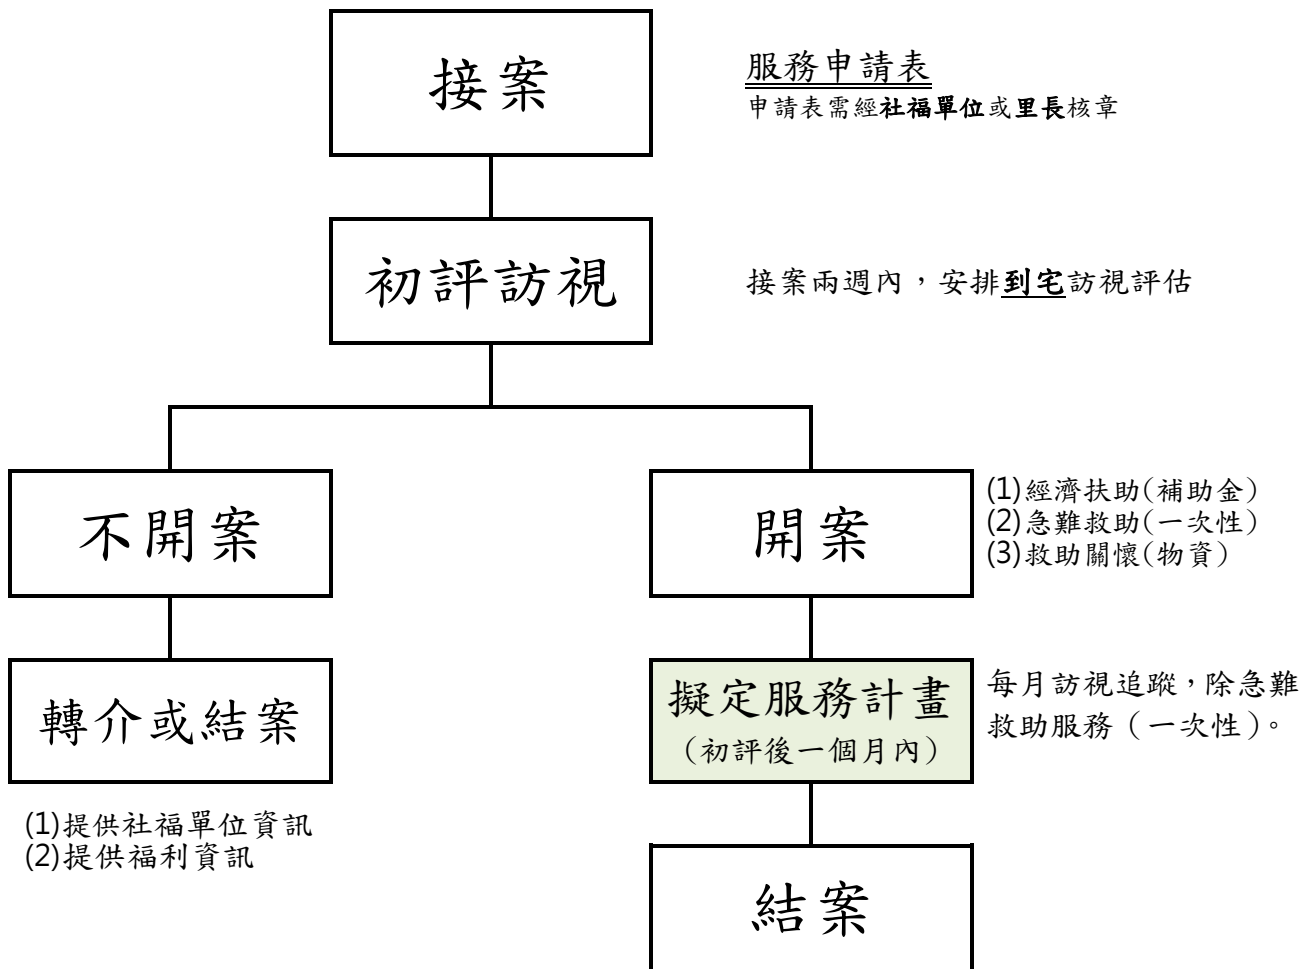 接案
服務申請表
申請表需經社福單位或里長核章
初評訪視
接案兩週內，安排到宅訪視評估
不開案
開案
(1)經濟扶助(補助金)
(2)急難救助(一次性)
(3)救助關懷(物資)
轉介或結案
擬定服務計畫
(初評後一個月內)
每月訪視追蹤，除急難
救助服務（一次性）。
(1)提供社福單位資訊
(2)提供福利資訊
結案